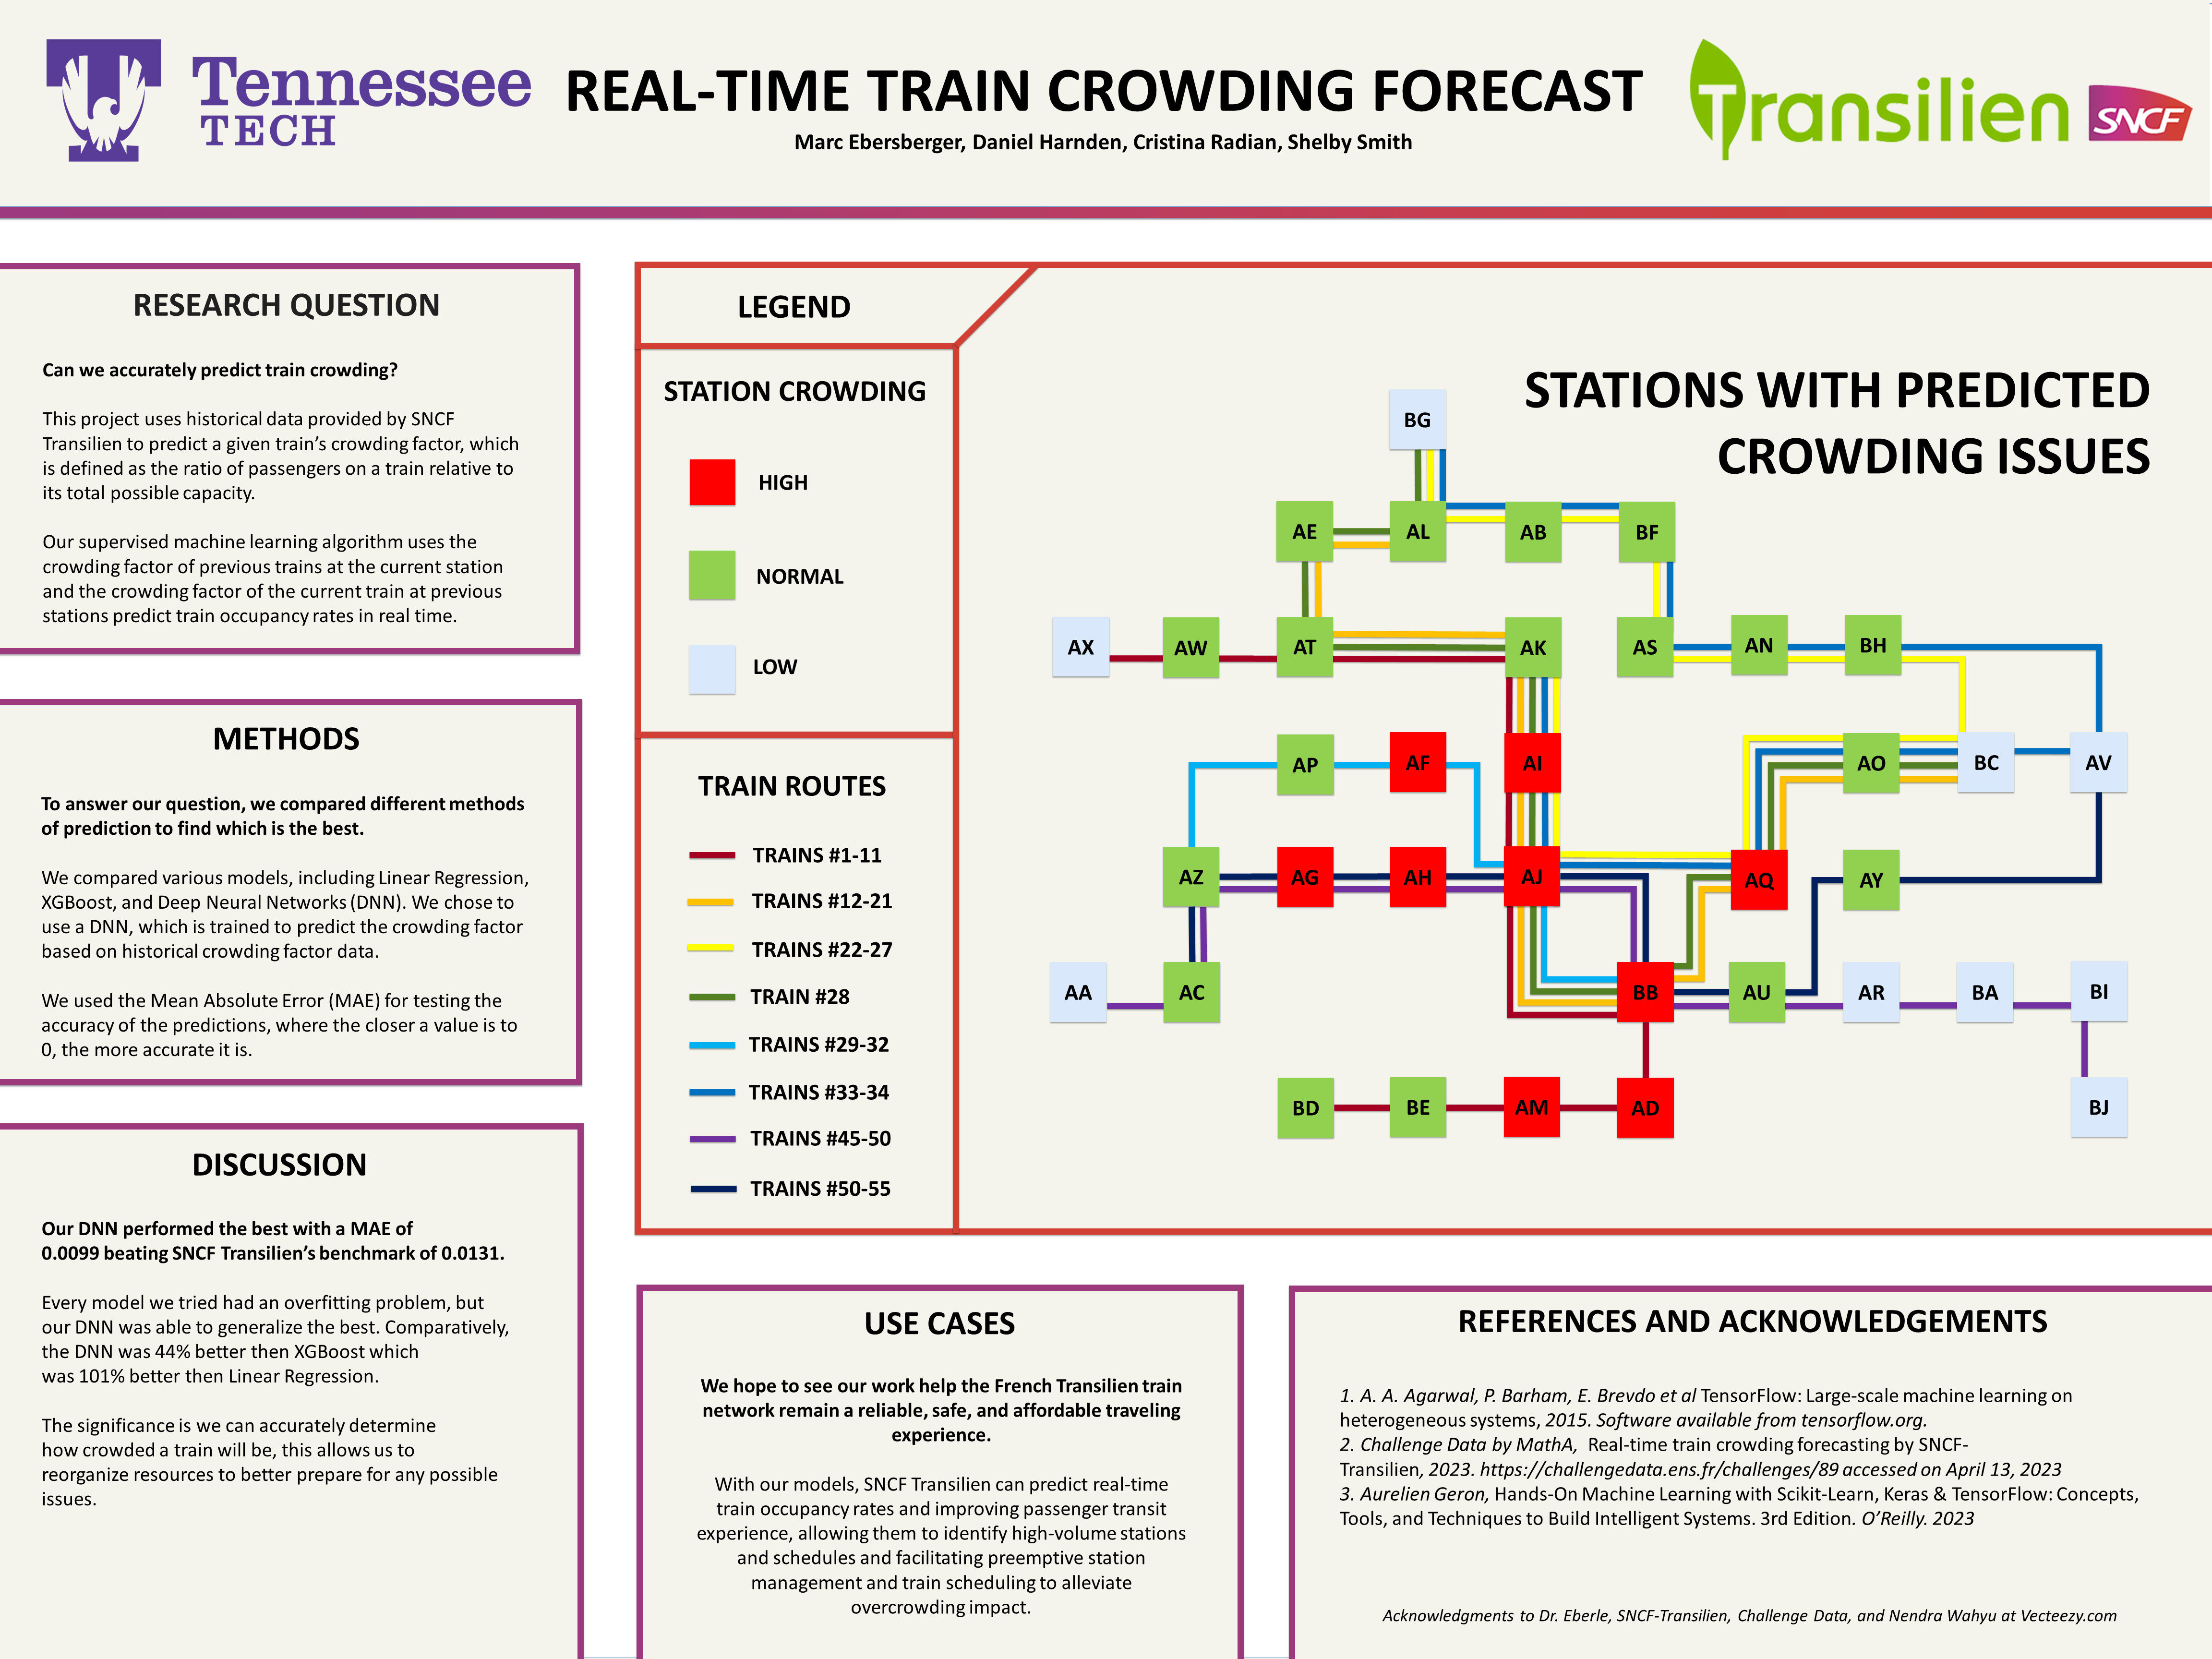 Tennessee
TECH
REAL-TIME TRAIN CROWDING FORECAST
Marc Ebersberger, Daniel Harnden, Cristina Radian, Shelby Smith
Transilien
SNCF
RESEARCH QUESTION
Can we accurately predict train crowding?
This project uses historical data provided by SNCF
Transilien to predict a given train’s crowding factor, which
is defined as the ratio of passengers on a train relative to
its total possible capacity.
Our supervised machine learning algorithm uses the
crowding factor of previous trains at the current station
and the crowding factor of the current train at previous
stations predict train occupancy rates in real time.
METHODS
To answer our question, we compared different methods
of prediction to find which is the best.
We compared various models, including Linear Regression,
XGBoost, and Deep Neural Networks (DNN). We chose to
use a DNN, which is trained to predict the crowding factor
based on historical crowding factor data.
We used the Mean Absolute Error (MAE) for testing the
accuracy of the predictions, where the closer a value is to
0, the more accurate it is.
DISCUSSION
Our DNN performed the best with a MAE of
0.0099 beating SNCF Transilien’s benchmark of 0.0131.
Every model we tried had an overfitting problem, but
our DNN was able to generalize the best. Comparatively,
the DNN was 44% better then XGBoost which
was 101% better then Linear Regression.
The significance is we can accurately determine
how crowded a train will be, this allows us to
reorganize resources to better prepare for any possible
issues.
LEGEND
STATION CROWDING
HIGH
NORMAL
LOW
TRAIN ROUTES
TRAINS #1-11
TRAINS #12-21
TRAINS #22-27
TRAIN #28
TRAINS #29-32
TRAINS #33-34
TRAINS #45-50
TRAINS #50-55
STATIONS WITH PREDICTED
CROWDING ISSUES
BG
AE AL AB BF
AX AW AT AK AS AN BH
AP AF AI AO BC AV
AZ AG AH AJ AQ AY
AA AC BB AU AR BA BI
BD BE AM AD BJ
USE CASES
We hope to see our work help the French Transilien train
network remain a reliable, safe, and affordable traveling
experience.
With our models, SNCF Transilien can predict real-time
train occupancy rates and improving passenger transit
experience, allowing them to identify high-volume stations
and schedules and facilitating preemptive station
management and train scheduling to alleviate
overcrowding impact.
REFERENCES AND ACKNOWLEDGEMENTS
1. A. A. Agarwal, P. Barham, E. Brevdo et al TensorFlow: Large-scale machine learning on
heterogeneous systems, 2015. Software available from tensorflow.org.
2. Challenge Data by MathA, Real-time train crowding forecasting by SNCF-
Transilien, 2023. https://challengedata.ens.fr/challenges/89 accessed on April 13, 2023
3. Aurelien Geron, Hands-On Machine Learning with Scikit-Learn, Keras & TensorFlow: Concepts,
Tools, and Techniques to Build Intelligent Systems. 3rd Edition. O’Reilly. 2023
Acknowledgments to Dr. Eberle, SNCF-Transilien, Challenge Data, and Nendra Wahyu at Vecteezy.com